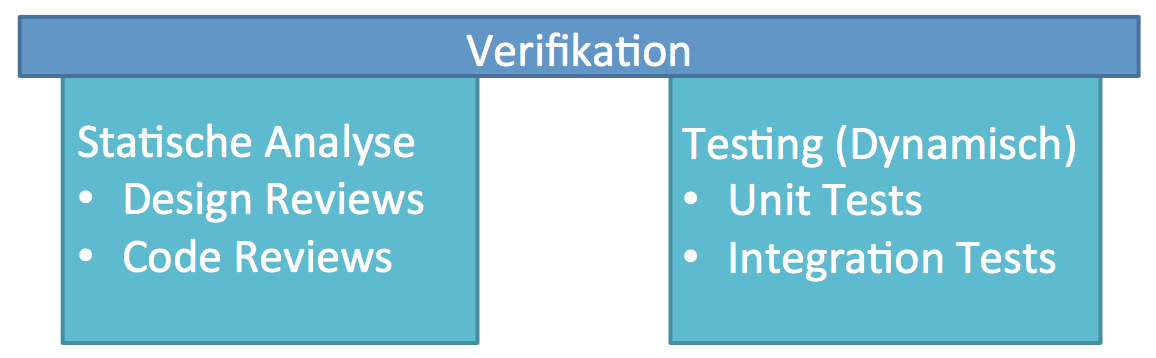 Verifikation
Statische Analyse
• Design Reviews
• Code Reviews
Testing (Dynamisch)
• Unit Tests
• Integration Tests